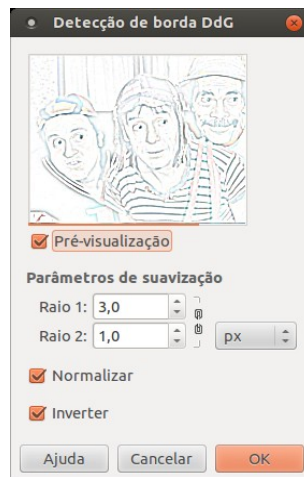 Detecção de borda DdG
Pré-visualização
Parâmetros de suavização
Raio 1: 3,0
Raio 2: 1,0 px
Normalizar
Inverter
Ajuda Cancelar OK